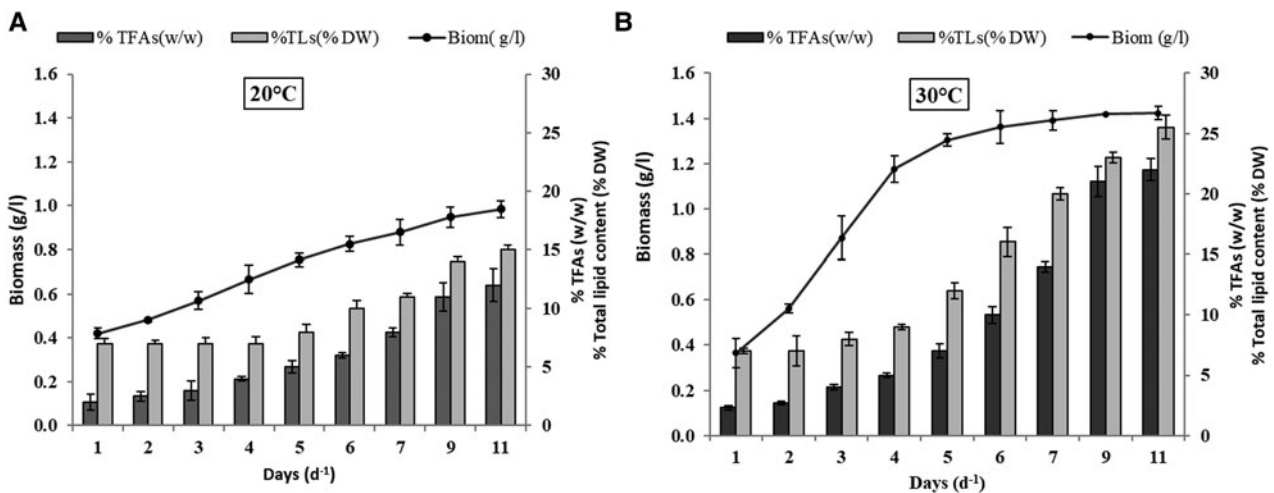 A
% TFAs(w/w) %TLs(% DW) Biom( g/l)
20°C
Biomass (g/l)
1.6
1.4
1.2
1.0
0.8
0.6
0.4
0.2
0.0
30
25
20
15
10
5
0
% TFAs (w/w)
% Total lipid content (% DW)
1 2 3 4 5 6 7 9 11
Days (d-1)
B
% TFAs(w/w) %TLs(% DW) Biom (g/l)
30°C
Biomass (g/l)
1.6
1.4
1.2
1.0
0.8
0.6
0.4
0.2
0.0
30
25
20
15
10
5
0
% TFAs (w/w)
% Total lipid content (% DW)
1 2 3 4 5 6 7 9 11
Days (d-1)